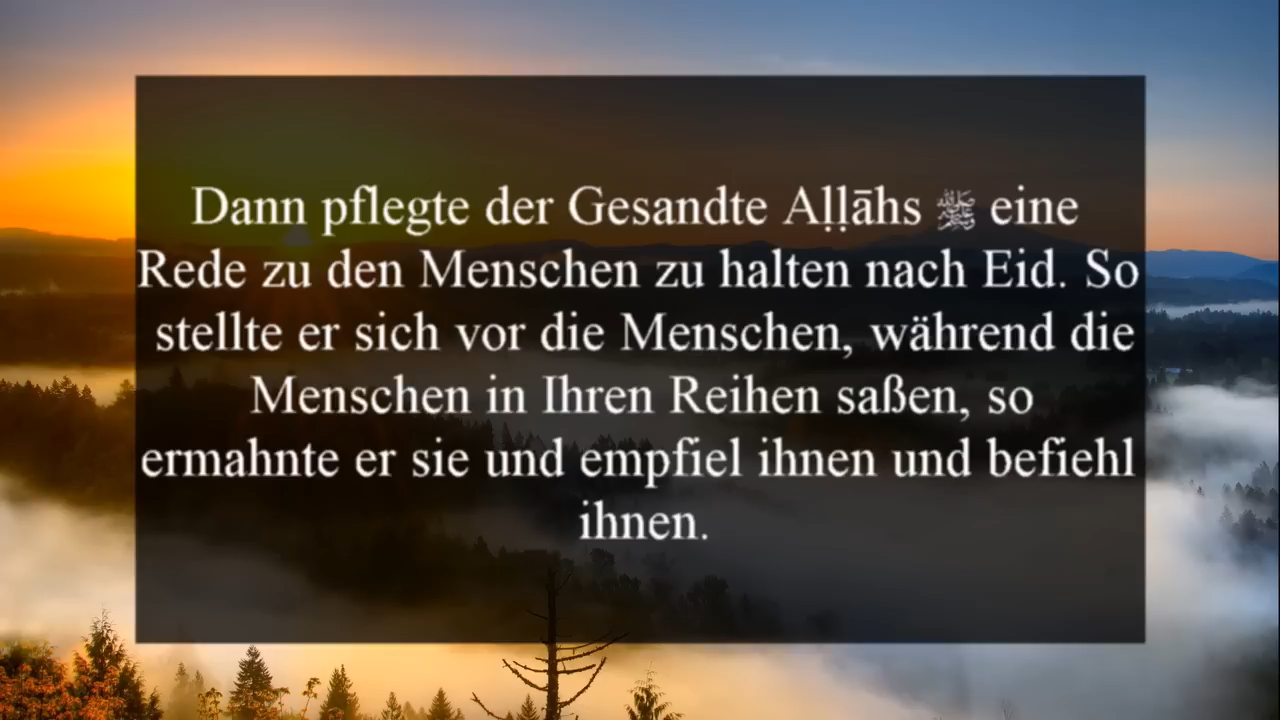 Dann pflegte der Gesandte Aḷḷāhs ﷺ eine
Rede zu den Menschen zu halten nach Eid. So
stellte er sich vor die Menschen, während die
Menschen in Ihren Reihen saßen, so
ermahnte er sie und empfiel ihnen und befiehl
ihnen.